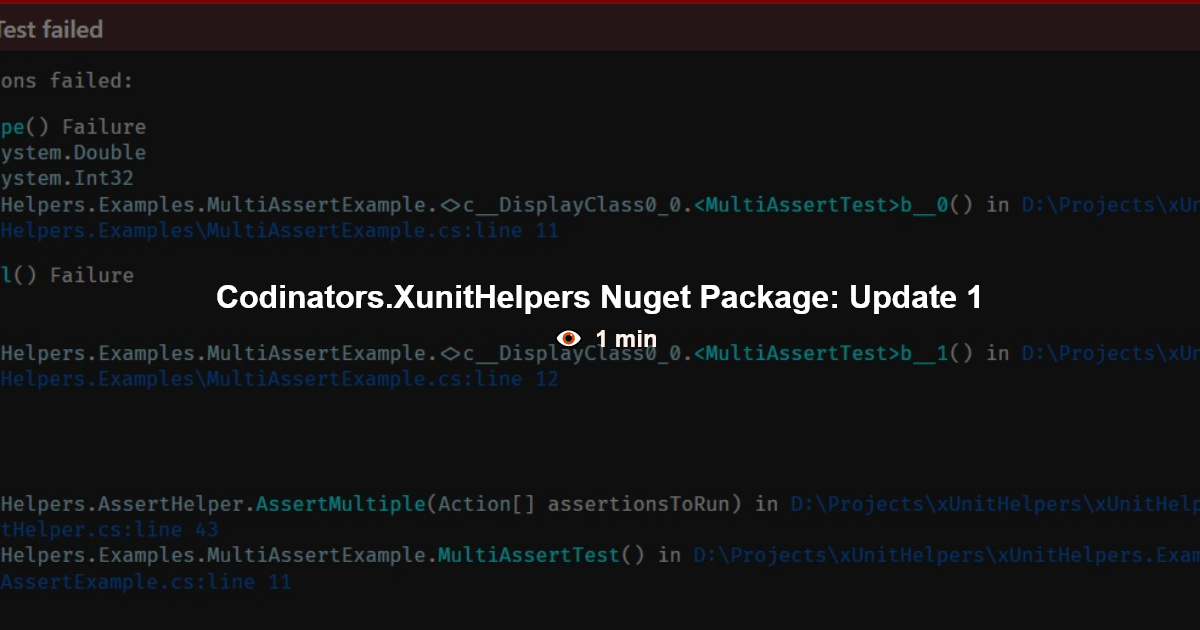 Test failed
ons failed:
pe() Failure
ystem.Double
ystem.Int32
Helpers.Examples.MultiAssertExample.<>c__DisplayClass0_0.<MultiAssertTest>b__0() in D:\Projects\xUn
Helpers.Examples\MultiAssertExample.cs:line 11
l() Failure
Codinators.XunitHelpers Nuget Package: Update 1
1 min
Helpers.Examples.MultiAssertExample.<>c__DisplayClass0_0.<MultiAssertTest>b__1() in D:\Projects\xUn
Helpers.Examples\MultiAssertExample.cs:line 12
Helpers.AssertHelper.AssertMultiple(Action[] assertionsToRun) in D:\Projects\xUnitHelpers\xUnitHelp
tHelper.cs:line 43
Helpers.Examples.MultiAssertExample.MultiAssertTest() in D:\Projects\xUnitHelpers\xUnitHelpers.Exam
AssertExample.cs:line 11